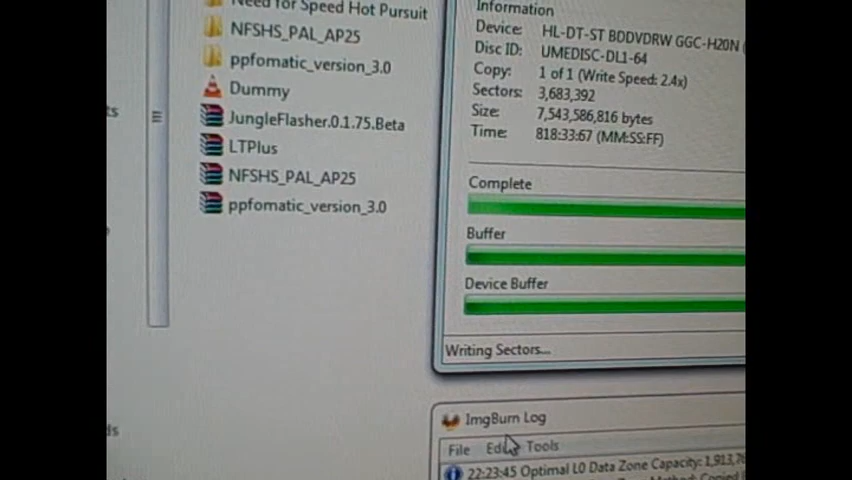 Need for Speed Hot Pursuit
NFSHS_PAL_AP25
ppfomatic_version_3.0
Dummy
JungleFlasher.0.1.75.Beta
LTPlus
NFSHS_PAL_AP25
ppfomatic_version_3.0
Information
Device: HL-DT-ST BDDVDRW GGC-H20N (
Disc ID: UMEDISC-DL1-64
Copy: 1 of 1 (Write Speed: 2.4x)
Sectors: 3,683,392
Size: 7,543,586,816 bytes
Time: 818:33:67 (MM:SS:FF)
Complete
Buffer
Device Buffer
Writing Sectors...
ImgBurn Log
File Edit Tools
22:23:45 Optimal L0 Data Zone Capacity: 1,913,76